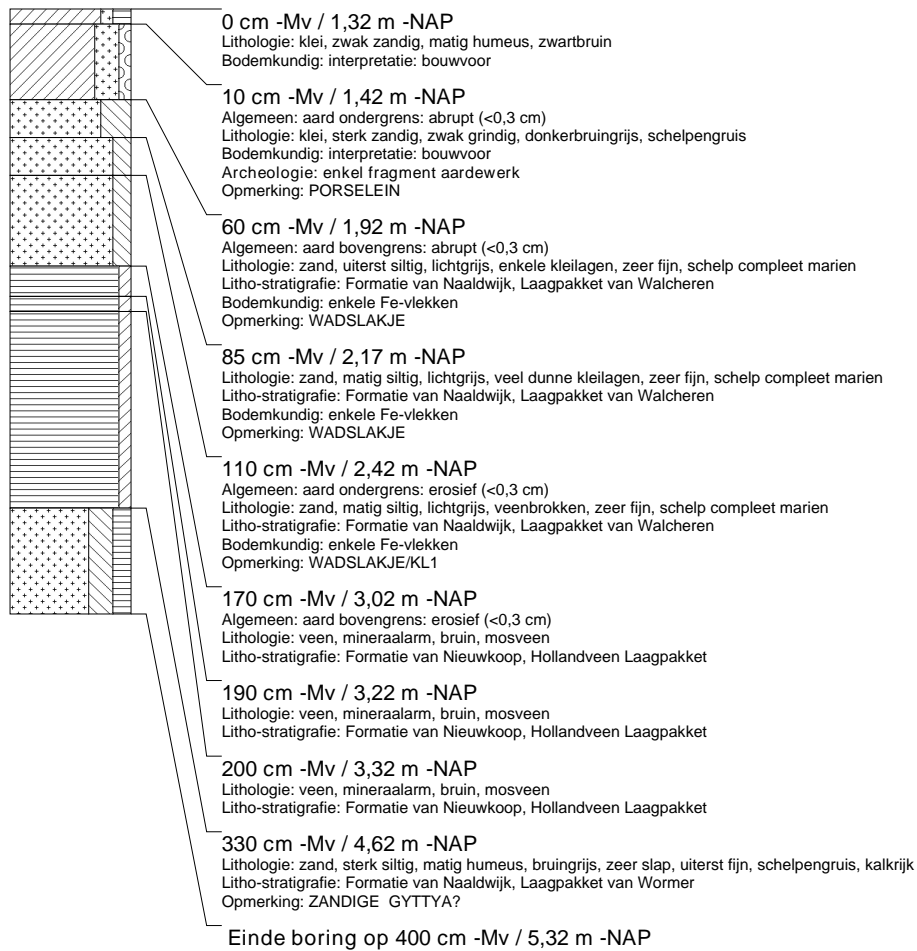 0 cm -Mv / 1,32 m -NAP
Lithologie: klei, zwak zandig, matig humeus, zwartbruin
Bodemkundig: interpretatie: bouwvoor
10 cm -Mv / 1,42 m -NAP
Algemeen: aard ondergrens: abrupt (<0,3 cm)
Lithologie: klei, sterk zandig, zwak grindig, donkerbruingrijs, schelpengruis
Bodemkundig: interpretatie: bouwvoor
Archeologie: enkel fragment aardewerk
Opmerking: PORSELEIN
60 cm -Mv / 1,92 m -NAP
Algemeen: aard bovengrens: abrupt (<0,3 cm)
Lithologie: zand, uiterst siltig, lichtgrijs, enkele kleilagen, zeer fijn, schelp compleet marien
Litho-stratigrafie: Formatie van Naaldwijk, Laagpakket van Walcheren
Bodemkundig: enkele Fe-vlekken
Opmerking: WADSLAKJE
85 cm -Mv / 2,17 m -NAP
Lithologie: zand, matig siltig, lichtgrijs, veel dunne kleilagen, zeer fijn, schelp compleet marien
Litho-stratigrafie: Formatie van Naaldwijk, Laagpakket van Walcheren
Bodemkundig: enkele Fe-vlekken
Opmerking: WADSLAKJE
110 cm -Mv / 2,42 m -NAP
Algemeen: aard ondergrens: erosief (<0,3 cm)
Lithologie: zand, matig siltig, lichtgrijs, veenbrokken, zeer fijn, schelp compleet marien
Litho-stratigrafie: Formatie van Naaldwijk, Laagpakket van Walcheren
Bodemkundig: enkele Fe-vlekken
Opmerking: WADSLAKJE/KL1
170 cm -Mv / 3,02 m -NAP
Algemeen: aard bovengrens: erosief (<0,3 cm)
Lithologie: veen, mineraalarm, bruin, mosveen
Litho-stratigrafie: Formatie van Nieuwkoop, Hollandveen Laagpakket
190 cm -Mv / 3,22 m -NAP
Lithologie: veen, mineraalarm, bruin, mosveen
Litho-stratigrafie: Formatie van Nieuwkoop, Hollandveen Laagpakket
200 cm -Mv / 3,32 m -NAP
Lithologie: veen, mineraalarm, bruin, mosveen
Litho-stratigrafie: Formatie van Nieuwkoop, Hollandveen Laagpakket
330 cm -Mv / 4,62 m -NAP
Lithologie: zand, sterk siltig, matig humeus, bruingrijs, zeer slap, uiterst fijn, schelpengruis, kalkrijk
Litho-stratigrafie: Formatie van Naaldwijk, Laagpakket van Wormer
Opmerking: ZANDIGE GYTTYA?
Einde boring op 400 cm -Mv / 5,32 m -NAP